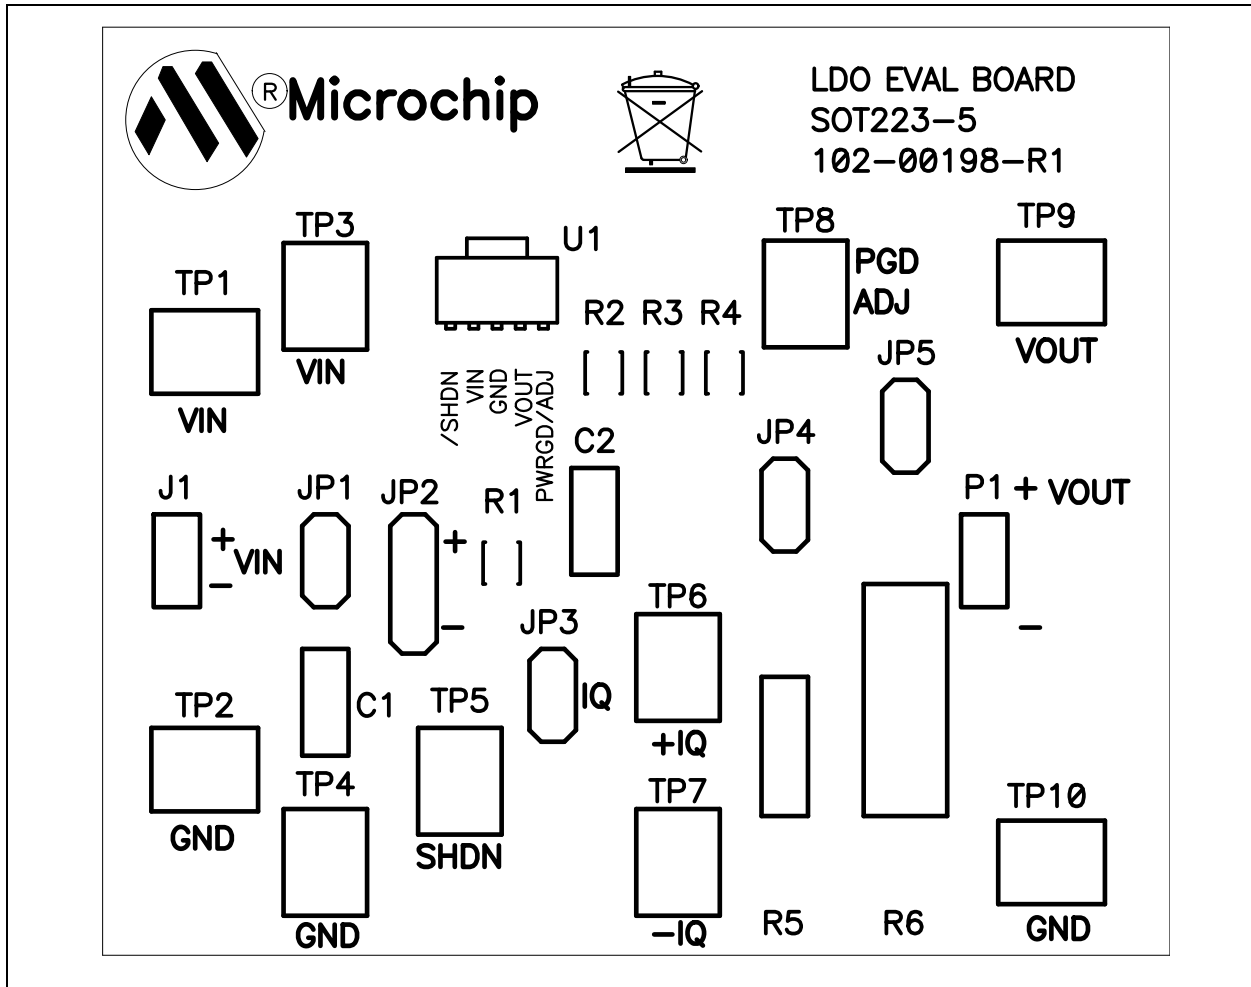 ® Microchip
LDO EVAL BOARD
SOT223-5
102-00198-R1
TP3
VIN
TP1
VIN
U1
/SHDN
VIN
GND
VOUT
PWRGD/ADJ
R2 R3 R4
TP8
PGD
ADJ
TP9
VOUT
JP5
JP4
C2
J1
+
VIN
-
JP1
JP2
+
-
R1
P1 + VOUT
-
JP3
IQ
TP6
+IQ
TP2
GND
C1
TP5
SHDN
TP4
GND
TP7
-IQ
R5
R6
TP10
GND